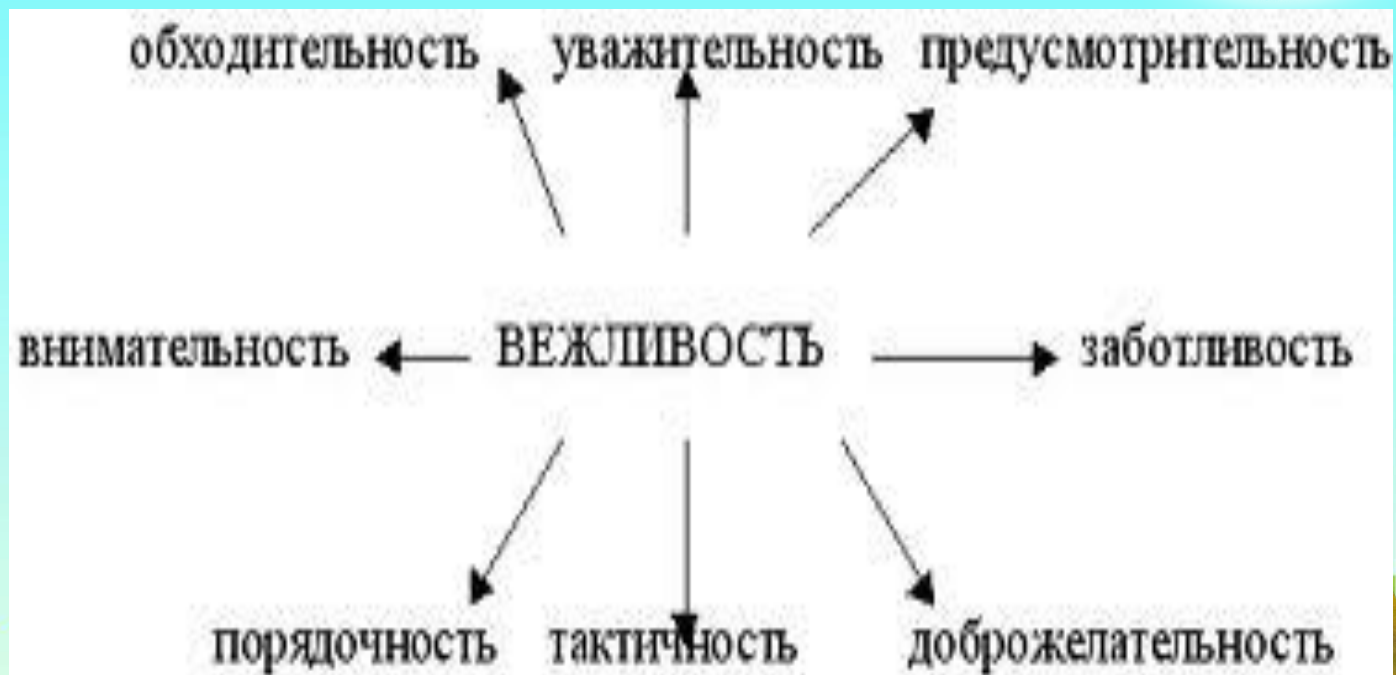 обходительность уважительность предусмотрительность
внимательность ВЕЖЛИВОСТЬ заботливость
порядочность тактичность доброжелательность